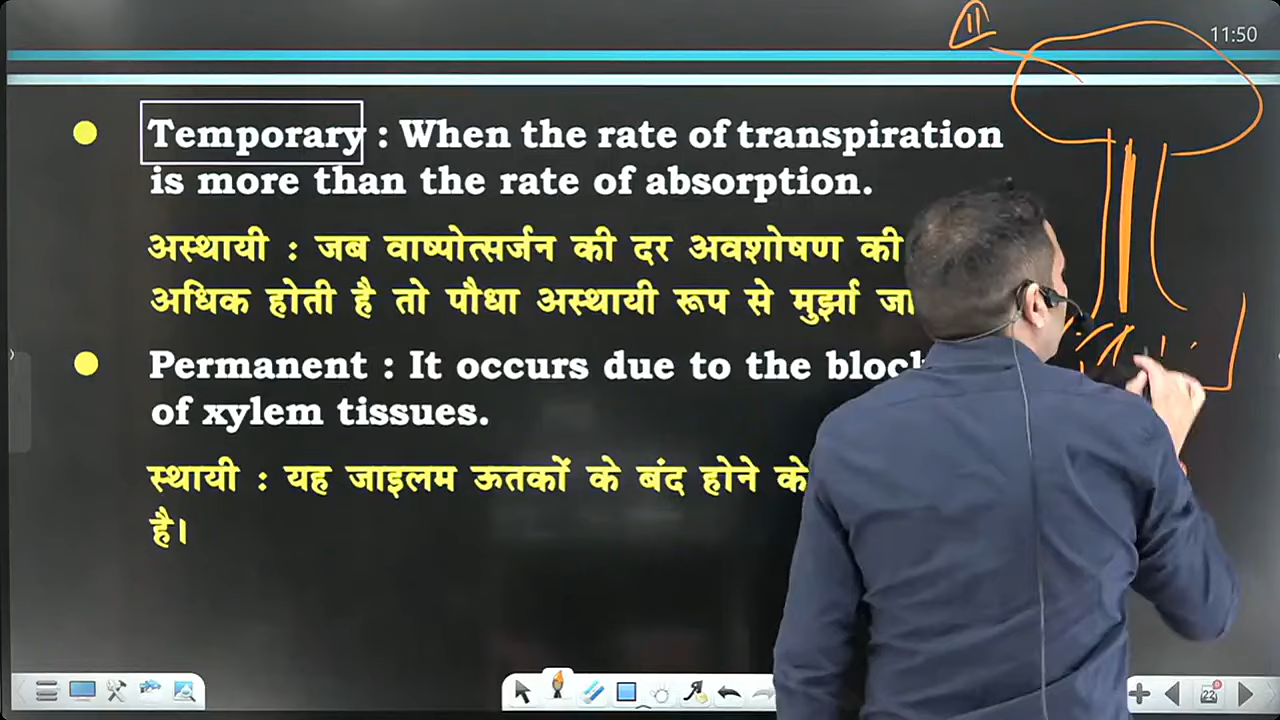 11:50
Temporary : When the rate of transpiration
is more than the rate of absorption.
अस्थायी : जब वाष्पोत्सर्जन की दर अवशोषण की
अधिक होती है तो पौधा अस्थायी रूप से मुर्झा
Permanent : It occurs due to the
of xylem tissues.
स्थायी : यह जाइलम ऊतकों के बंद होने के
है।
22